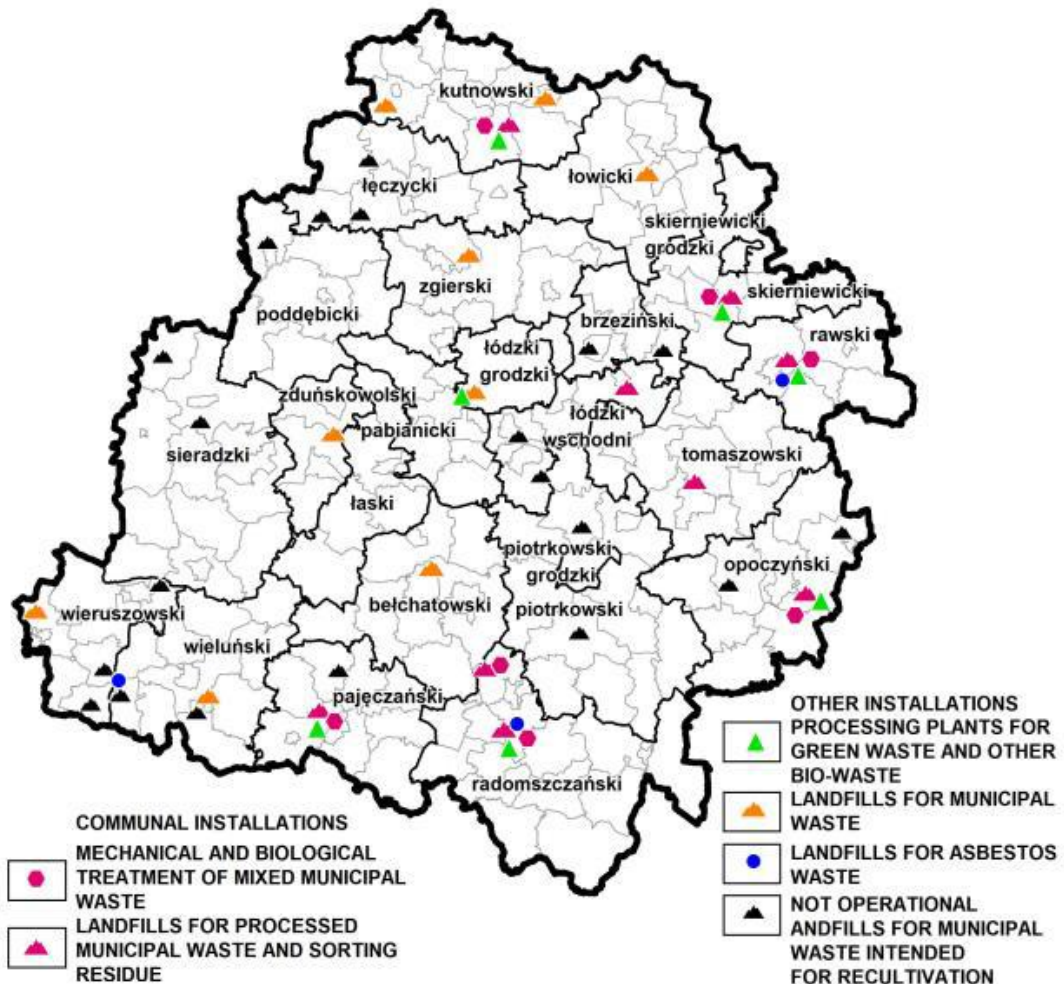 kutnowski
łęczycki
łowicki
skierniewicki
grodzki
zgierski
skierniewicki
poddębicki
brzeziński
rawski
łódzki
grodzki
zduńskowolski
łódzki
pabianicki
wschodni
sieradzki
tomaszowski
łaski
piotrkowski
grodzki
opoczyński
bełchatowski
wieruszowski
piotrkowski
wieluński
pajęczański
radomszczański
COMMUNAL INSTALLATIONS
MECHANICAL AND BIOLOGICAL
TREATMENT OF MIXED MUNICIPAL
WASTE
LANDFILLS FOR PROCESSED
MUNICIPAL WASTE AND SORTING
RESIDUE
OTHER INSTALLATIONS
PROCESSING PLANTS FOR
GREEN WASTE AND OTHER
BIO-WASTE
LANDFILLS FOR MUNICIPAL
WASTE
LANDFILLS FOR ASBESTOS
WASTE
NOT OPERATIONAL
ANDFILLS FOR MUNICIPAL
WASTE INTENDED
FOR RECULTIVATION